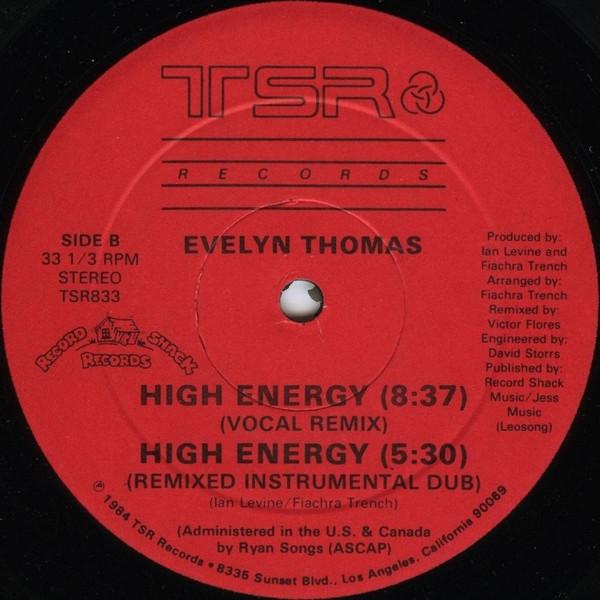 TSR
RECORDS
SIDE B
33 1/3 RPM
STEREO
TSR833
EVELYN THOMAS
Produced by:
Ian Levine and
Fiachra Trench
Arranged by:
Fiachra Trench
Remixed by:
Victor Flores
Engineered by:
David Storrs
Published by:
Record Shack
Music/Jess
Music
(Leosong)
RECORD SHACK
RECORDS
HIGH ENERGY (8:37)
(VOCAL REMIX)
HIGH ENERGY (5:30)
(REMIXED INSTRUMENTAL DUB)
(Ian Levine/Fiachra Trench)
(Administered in the U.S. & Canada
by Ryan Songs (ASCAP)
℗ 1984 TSR Records • 8335 Sunset Blvd., Los Angeles, California 90069